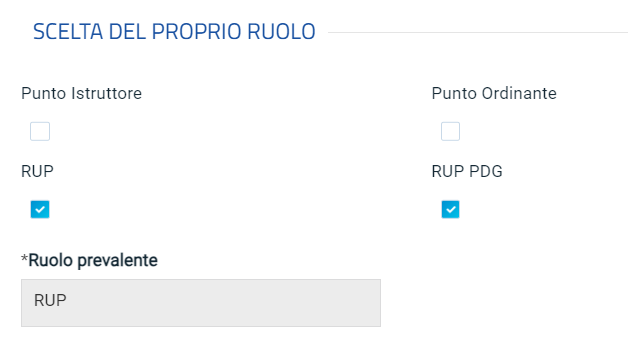 SCELTA DEL PROPRIO RUOLO
Punto Istruttore
Punto Ordinante
RUP
RUP PDG
*Ruolo prevalente
RUP